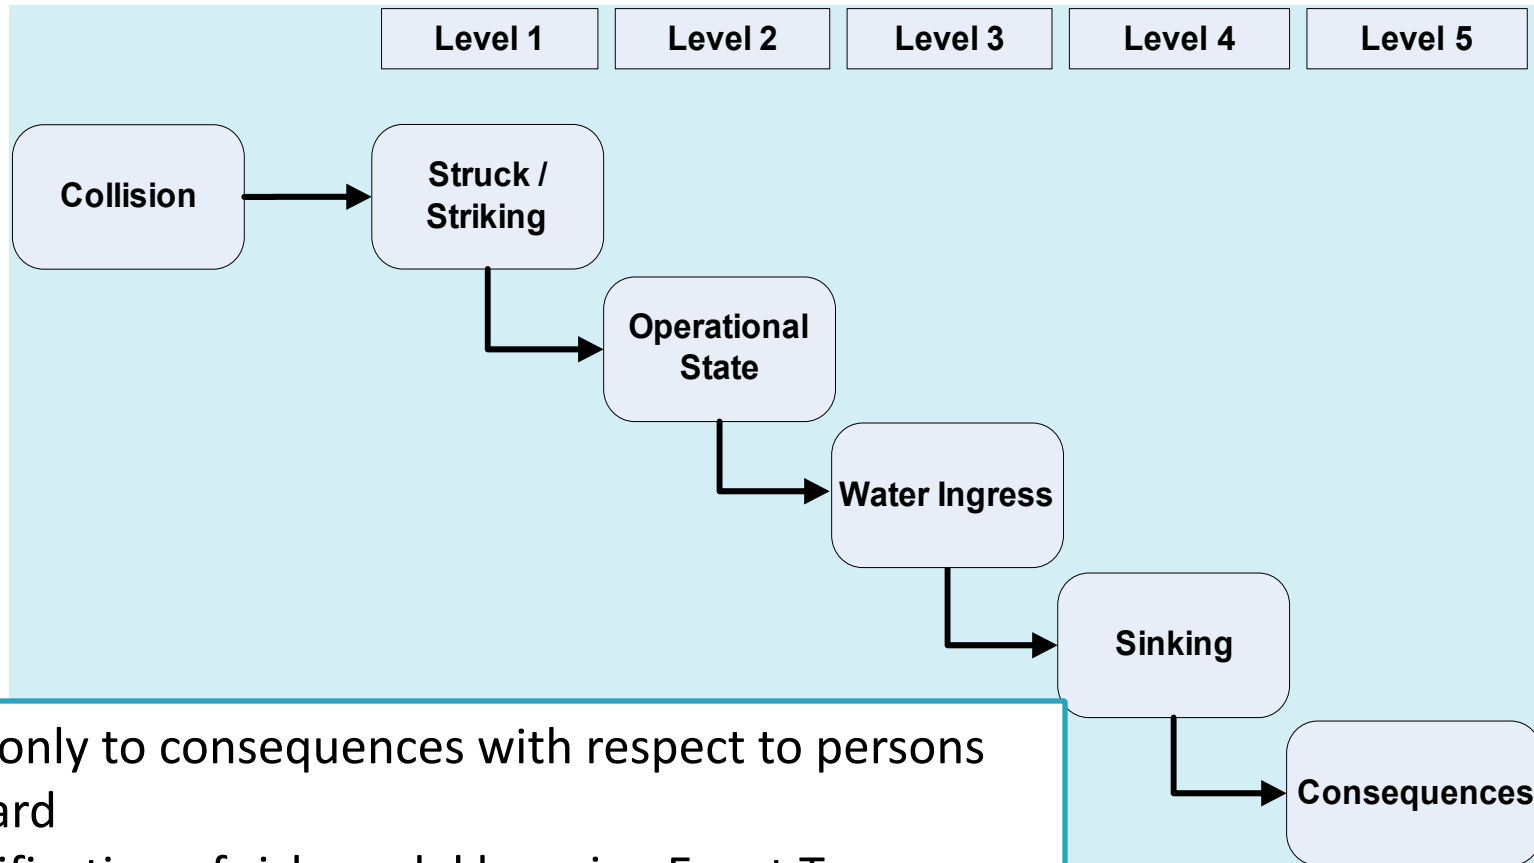 Level 1 Level 2 Level 3 Level 4 Level 5
Collision
Struck /
Striking
Operational
State
Water Ingress
Sinking
Consequences
only to consequences with respect to persons